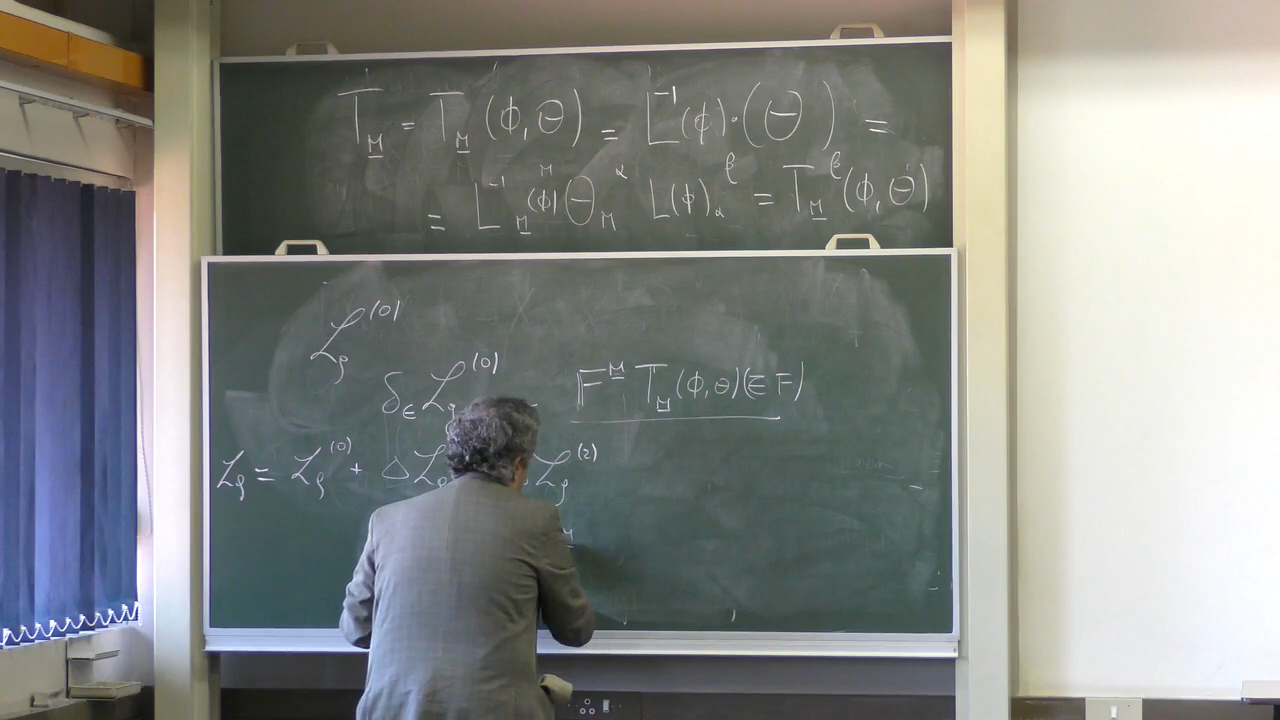 T_M = T_M (ϕ, Θ) = L^{-1}(ϕ)·(Θ) =
= L^{-1}_M^M (ϕ) Θ_M^α L(ϕ)_α^β = T_M^β (ϕ, Θ)
ℒ_g^{(0)}
δ_ϵ ℒ_g^{(0)} = F^M T_M (ϕ, Θ) (∈ F)
ℒ_g = ℒ_g^{(0)} + Δℒ_g ℒ_g^{(2)}
M